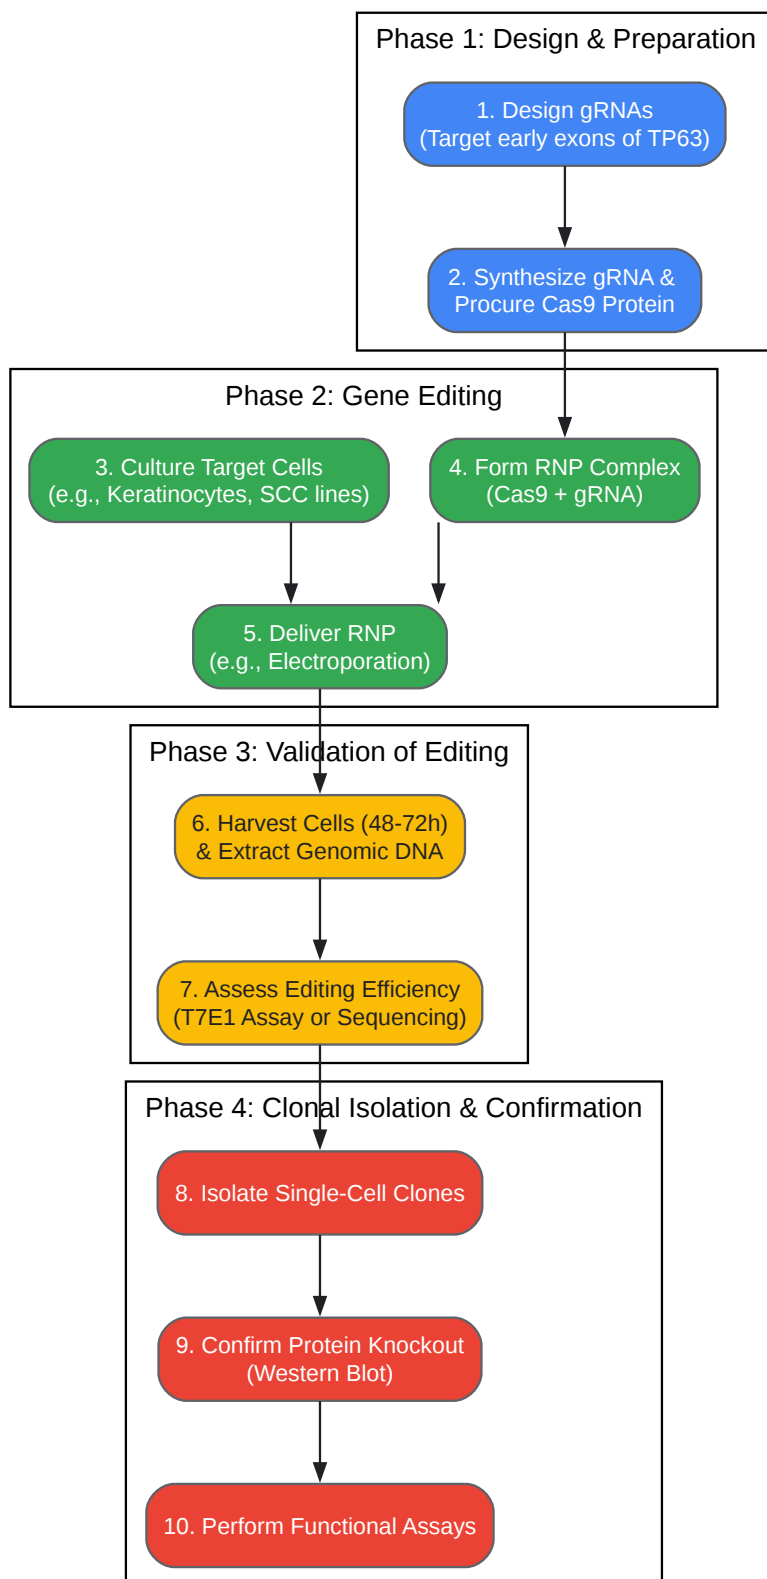 Phase 1: Design & Preparation
1. Design gRNAs
(Target early exons of TP63)
2. Synthesize gRNA &
Procure Cas9 Protein
Phase 2: Gene Editing
3. Culture Target Cells
(e.g., Keratinocytes, SCC lines)
4. Form RNP Complex
(Cas9 + gRNA)
5. Deliver RNP
(e.g., Electroporation)
Phase 3: Validation of Editing
6. Harvest Cells (48-72h)
& Extract Genomic DNA
7. Assess Editing Efficiency
(T7E1 Assay or Sequencing)
Phase 4: Clonal Isolation & Confirmation
8. Isolate Single-Cell Clones
9. Confirm Protein Knockout
(Western Blot)
10. Perform Functional Assays